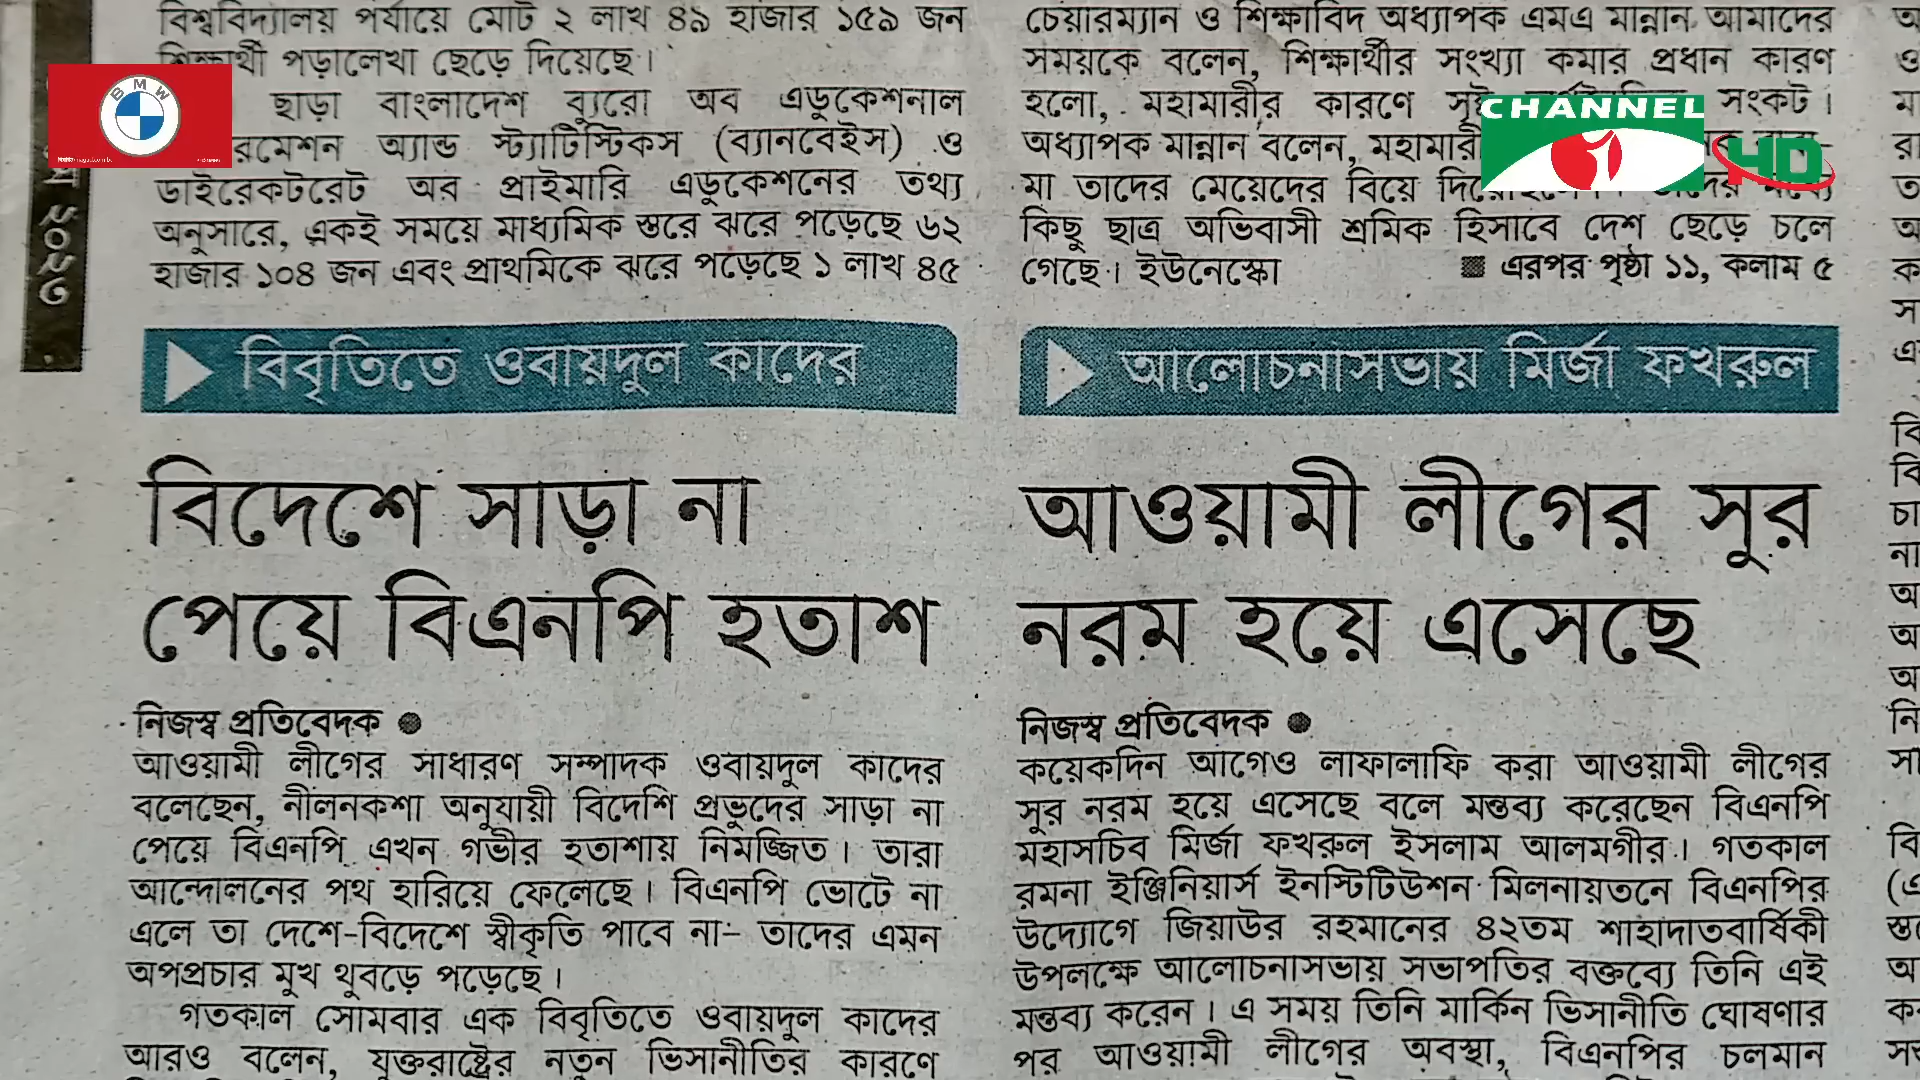 বিশ্ববিদ্যালয় পর্যায়ে মোট ২ লাখ ৪৯ হাজার ১৫৯ জন
শিক্ষার্থী পড়ালেখা ছেড়ে দিয়েছে।
ছাড়া বাংলাদেশ ব্যুরো অব এডুকেশনাল
রমেশন অ্যান্ড স্ট্যাটিস্টিকস (ব্যানবেইস) ও
ডাইরেকটরেট অব প্রাইমারি এডুকেশনের তথ্য
অনুসারে, একই সময়ে মাধ্যমিক স্তরে ঝরে পড়েছে ৬২
হাজার ১০৪ জন এবং প্রাথমিকে ঝরে পড়েছে ১ লাখ ৪৫
চেয়ারম্যান ও শিক্ষাবিদ অধ্যাপক এমএ মান্নান আমাদের
সময়কে বলেন, শিক্ষার্থীর সংখ্যা কমার প্রধান কারণ
হলো, মহামারীর কারণে সৃষ্ট সংকট।
অধ্যাপক মান্নান বলেন, মহামারী
মা তাদের মেয়েদের বিয়ে
কিছু ছাত্র অভিবাসী শ্রমিক হিসাবে দেশ ছেড়ে চলে
গেছে। ইউনেস্কো
এরপর পৃষ্ঠা ১১, কলাম ৫
BMW
CHANNEL
HD
২০২৩
বিবৃতিতে ওবায়দুল কাদের
বিদেশে সাড়া না
পেয়ে বিএনপি হতাশ
নিজস্ব প্রতিবেদক ●
আওয়ামী লীগের সাধারণ সম্পাদক ওবায়দুল কাদের
বলেছেন, নীলনকশা অনুযায়ী বিদেশি প্রভুদের সাড়া না
পেয়ে বিএনপি এখন গভীর হতাশায় নিমজ্জিত। তারা
আন্দোলনের পথ হারিয়ে ফেলেছে। বিএনপি ভোটে না
এলে তা দেশে-বিদেশে স্বীকৃতি পাবে না- তাদের এমন
অপপ্রচার মুখ থুবড়ে পড়েছে।
গতকাল সোমবার এক বিবৃতিতে ওবায়দুল কাদের
আরও বলেন, যুক্তরাষ্ট্রের নতুন ভিসানীতির কারণে
আলোচনাসভায় মির্জা ফখরুল
আওয়ামী লীগের সুর
নরম হয়ে এসেছে
নিজস্ব প্রতিবেদক ●
কয়েকদিন আগেও লাফালাফি করা আওয়ামী লীগের
সুর নরম হয়ে এসেছে বলে মন্তব্য করেছেন বিএনপি
মহাসচিব মির্জা ফখরুল ইসলাম আলমগীর। গতকাল
রমনা ইঞ্জিনিয়ার্স ইনস্টিটিউশন মিলনায়তনে বিএনপির
উদ্যোগে জিয়াউর রহমানের ৪২তম শাহাদাতবার্ষিকী
উপলক্ষে আলোচনাসভায় সভাপতির বক্তব্যে তিনি এই
মন্তব্য করেন। এ সময় তিনি মার্কিন ভিসানীতি ঘোষণার
পর আওয়ামী লীগের অবস্থা, বিএনপির চলমান